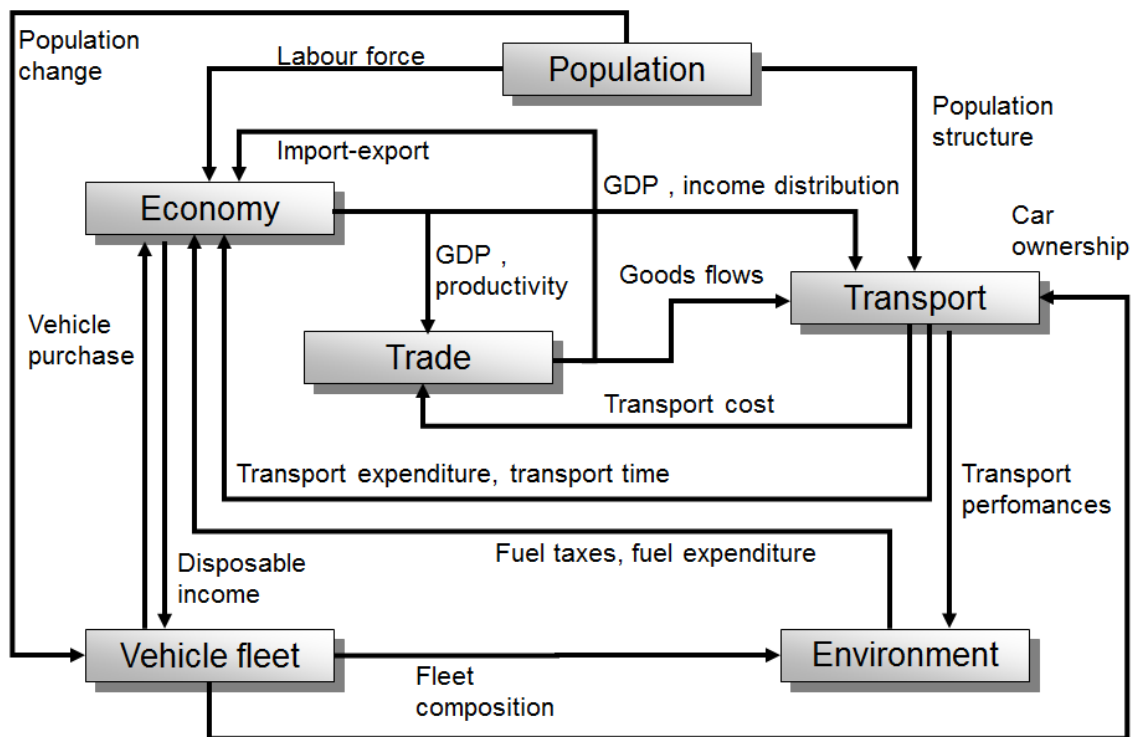 Population
change
Labour force
Population
Population
structure
Import-export
Economy
GDP , income distribution
Car
ownership
GDP ,
productivity
Goods flows
Transport
Vehicle
purchase
Trade
Transport cost
Transport expenditure, transport time
Transport
perfomances
Fuel taxes, fuel expenditure
Disposable
income
Vehicle fleet
Environment
Fleet
composition